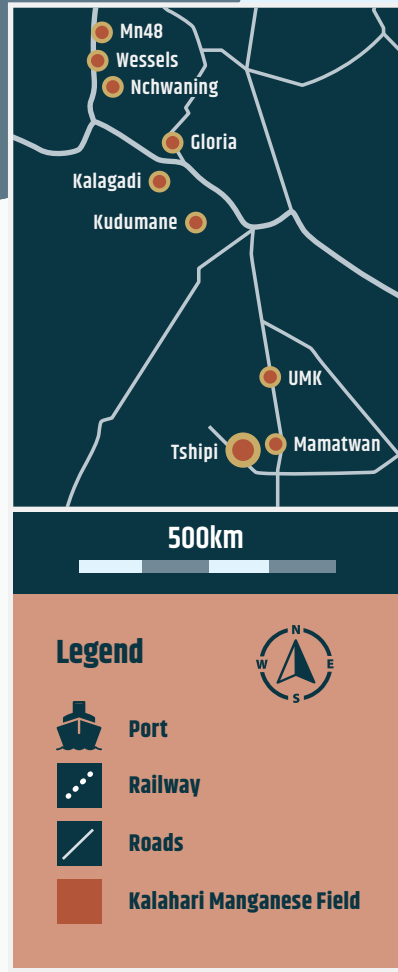 Mn48
Wessels
Nchwaning
Gloria
Kalagadi
Kudumane
UMK
Mamatwan
Tshipi
500km
Legend
N
W E
S
Port
Railway
Roads
Kalahari Manganese Field